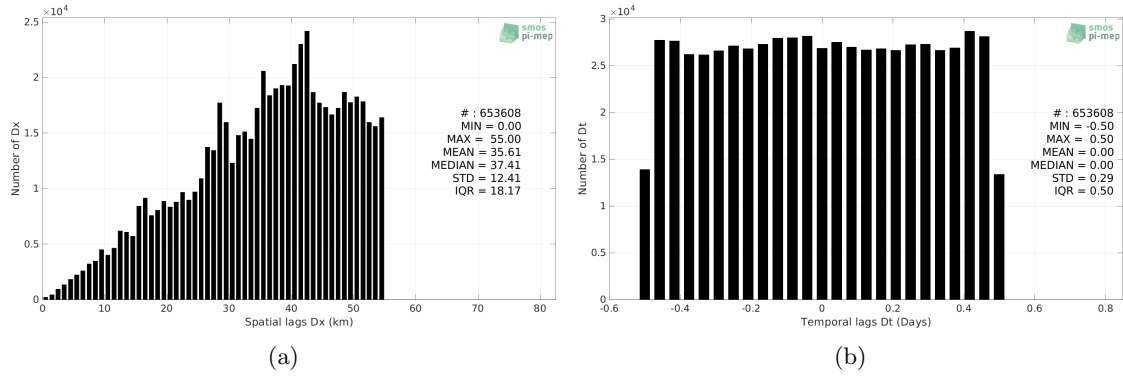 ×10⁴
2.5
2
1.5
1
0.5
0
0
10
20
30
40
50
60
70
80
Number of Dx
Spatial lags Dx (km)
smos
pi-mep
# : 653608
MIN = 0.00
MAX = 55.00
MEAN = 35.61
MEDIAN = 37.41
STD = 12.41
IQR = 18.17
(a)
×10⁴
3
2.5
2
1.5
1
0.5
0
-0.6
-0.4
-0.2
0
0.2
0.4
0.6
0.8
Number of Dt
Temporal lags Dt (Days)
smos
pi-mep
# : 653608
MIN = -0.50
MAX = 0.50
MEAN = 0.00
MEDIAN = 0.00
STD = 0.29
IQR = 0.50
(b)